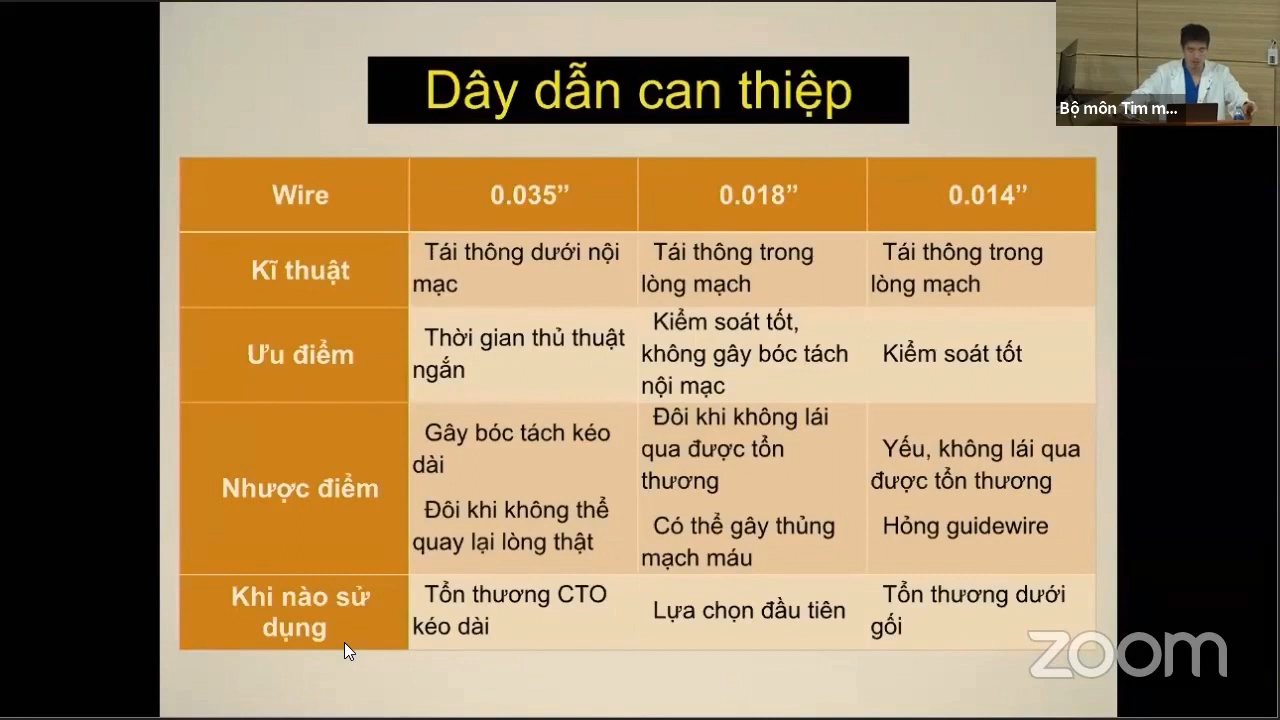 Dây dẫn can thiệp
Bộ môn Tim m...
Wire
0.035”
0.018”
0.014”
Kĩ thuật
Tái thông dưới nội
mạc
Tái thông trong
lòng mạch
Tái thông trong
lòng mạch
Ưu điểm
Thời gian thủ thuật
ngắn
Kiểm soát tốt,
không gây bóc tách
nội mạc
Kiểm soát tốt
Nhược điểm
Gây bóc tách kéo
dài
Đôi khi không thể
quay lại lòng thật
Đôi khi không lái
qua được tổn
thương
Có thể gây thủng
mạch máu
Yếu, không lái qua
được tổn thương
Hỏng guidewire
Khi nào sử
dụng
Tổn thương CTO
kéo dài
Lựa chọn đầu tiên
Tổn thương dưới
gối
zoom